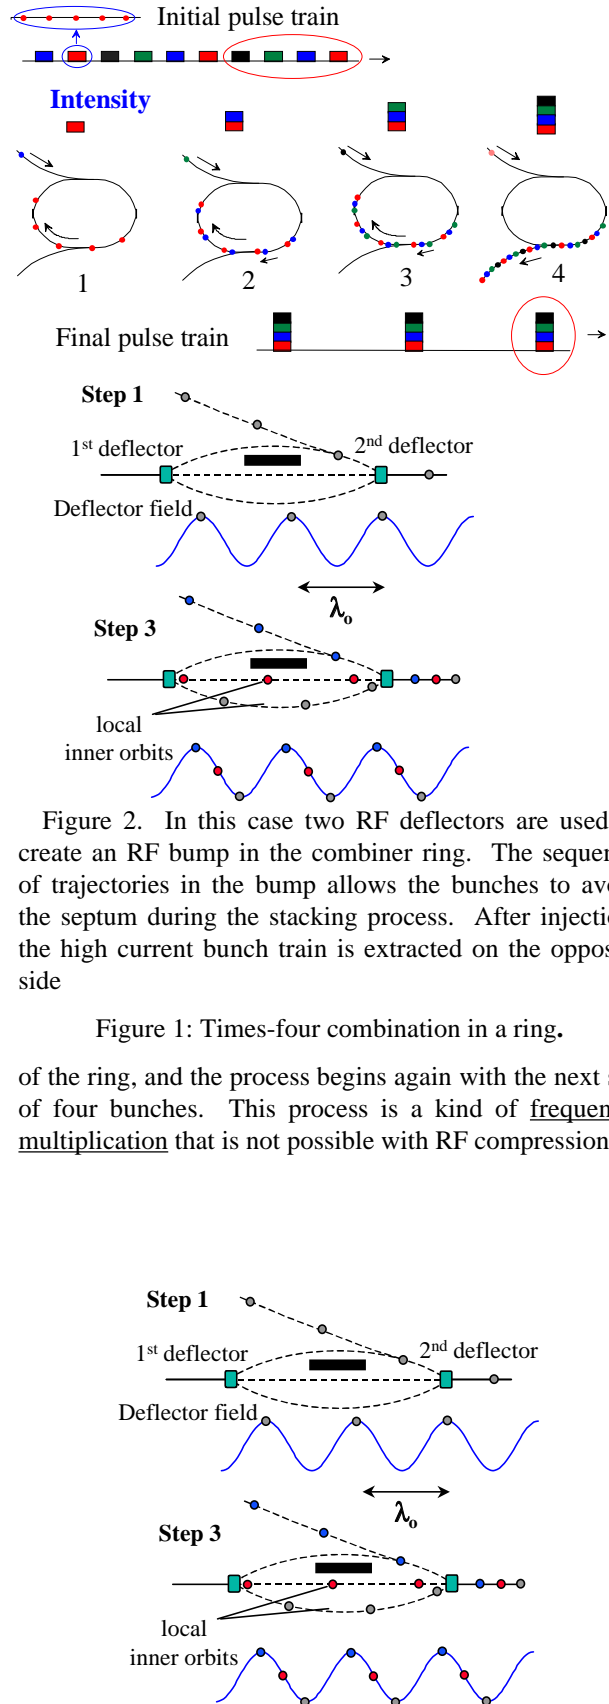 Initial pulse train
Intensity
1
2
3
4
Final pulse train
Step 1
1st deflector
2nd deflector
Deflector field
λo
Step 3
local
inner orbits
Figure 2. In this case two RF deflectors are used
create an RF bump in the combiner ring. The sequen
of trajectories in the bump allows the bunches to avo
the septum during the stacking process. After injectio
the high current bunch train is extracted on the oppos
side
Figure 1: Times-four combination in a ring.
of the ring, and the process begins again with the next s
of four bunches. This process is a kind of frequen
multiplication that is not possible with RF compression
Step 1
1st deflector
2nd deflector
Deflector field
λo
Step 3
local
inner orbits